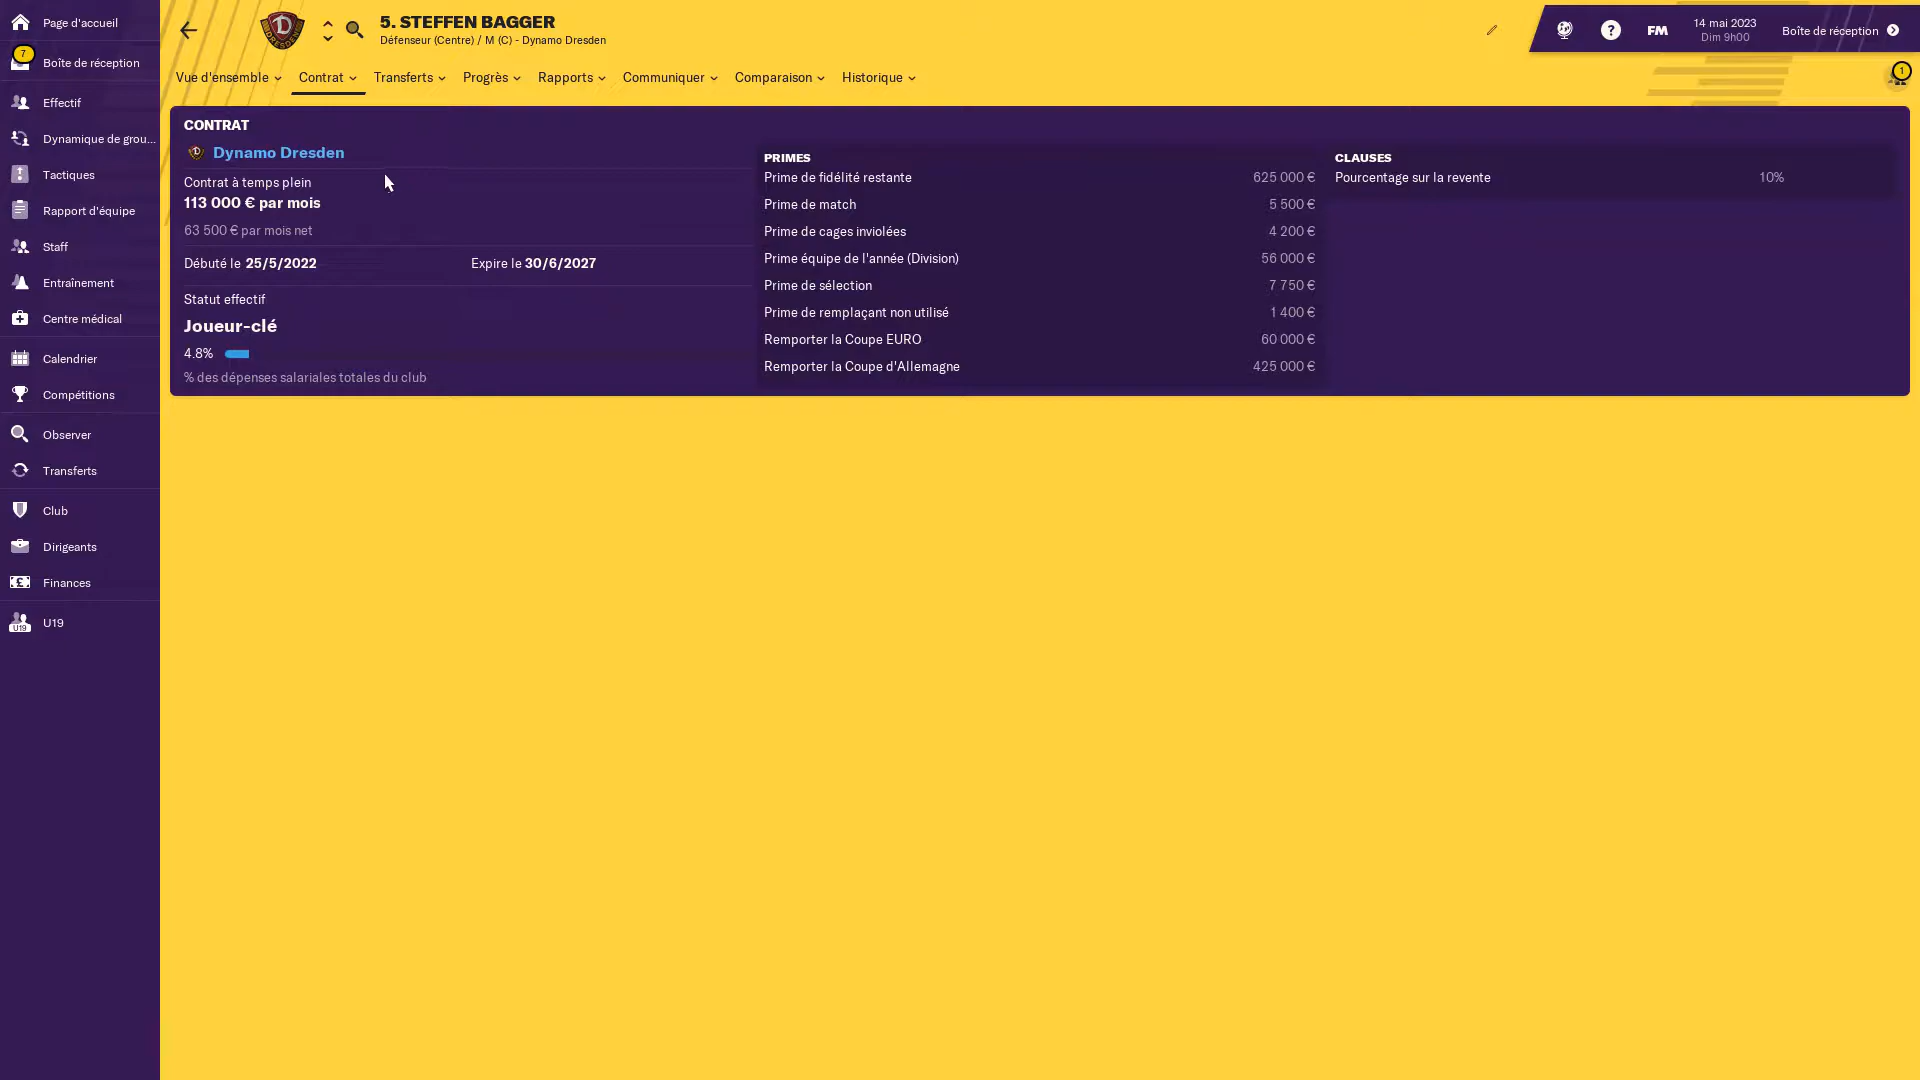 Page d'accueil
7
Boîte de réception
Effectif
Dynamique de grou...
Tactiques
Rapport d'équipe
Staff
Entraînement
Centre médical
Calendrier
Compétitions
Observer
Transferts
Club
Dirigeants
Finances
U19
U19
5. STEFFEN BAGGER
Défenseur (Centre) / M (C) - Dynamo Dresden
?
FM
14 mai 2023
Dim 9h00
Boîte de réception
1
Vue d'ensemble
Contrat
Transferts
Progrès
Rapports
Communiquer
Comparaison
Historique
CONTRAT
Dynamo Dresden
Contrat à temps plein
113 000 € par mois
63 500 € par mois net
Débuté le 25/5/2022
Expire le 30/6/2027
Statut effectif
Joueur-clé
4.8%
% des dépenses salariales totales du club
PRIMES
Prime de fidélité restante 625 000 €
Prime de match 5 500 €
Prime de cages inviolées 4 200 €
Prime équipe de l'année (Division) 56 000 €
Prime de sélection 7 750 €
Prime de remplaçant non utilisé 1 400 €
Remporter la Coupe EURO 60 000 €
Remporter la Coupe d'Allemagne 425 000 €
CLAUSES
Pourcentage sur la revente 10%